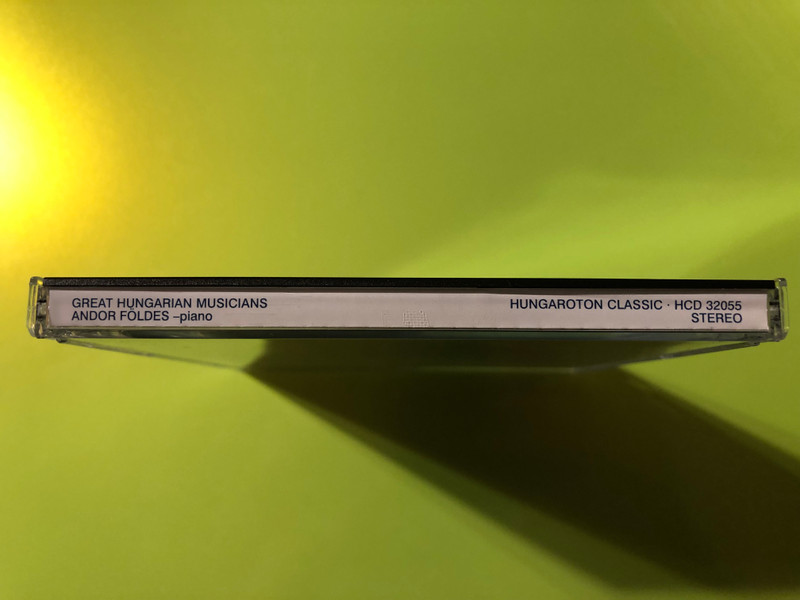 GREAT HUNGARIAN MUSICIANS
ANDOR FÖLDES –piano
HUNGAROTON CLASSIC · HCD 32055
STEREO